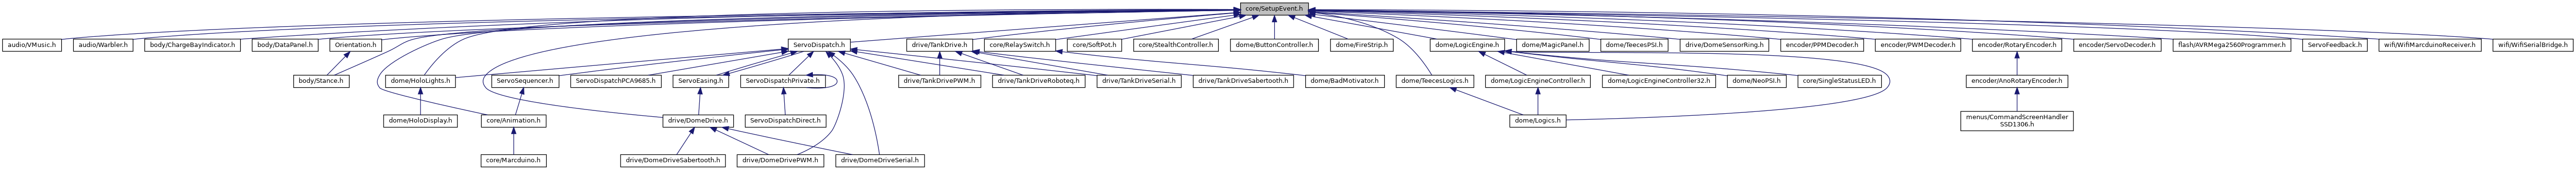 core/SetupEvent.h
audio/VMusic.h
audio/Warbler.h
body/ChargeBayIndicator.h
body/DataPanel.h
Orientation.h
ServoDispatch.h
drive/TankDrive.h
core/RelaySwitch.h
core/SoftPot.h
core/StealthController.h
dome/ButtonController.h
dome/FireStrip.h
dome/LogicEngine.h
dome/MagicPanel.h
dome/TeecesPSI.h
drive/DomeSensorRing.h
encoder/PPMDecoder.h
encoder/PWMDecoder.h
encoder/RotaryEncoder.h
encoder/ServoDecoder.h
flash/AVRMega2560Programmer.h
ServoFeedback.h
wifi/WifiMarcduinoReceiver.h
wifi/WifiSerialBridge.h
body/Stance.h
dome/HoloLights.h
ServoSequencer.h
ServoDispatchPCA9685.h
ServoEasing.h
ServoDispatchPrivate.h
drive/TankDrivePWM.h
drive/TankDriveRoboteq.h
drive/TankDriveSerial.h
drive/TankDriveSabertooth.h
dome/BadMotivator.h
dome/TeecesLogics.h
dome/LogicEngineController.h
dome/LogicEngineController32.h
dome/NeoPSI.h
core/SingleStatusLED.h
encoder/AnoRotaryEncoder.h
dome/HoloDisplay.h
core/Animation.h
drive/DomeDrive.h
ServoDispatchDirect.h
dome/Logics.h
menus/CommandScreenHandler
SSD1306.h
core/Marcduino.h
drive/DomeDriveSabertooth.h
drive/DomeDrivePWM.h
drive/DomeDriveSerial.h